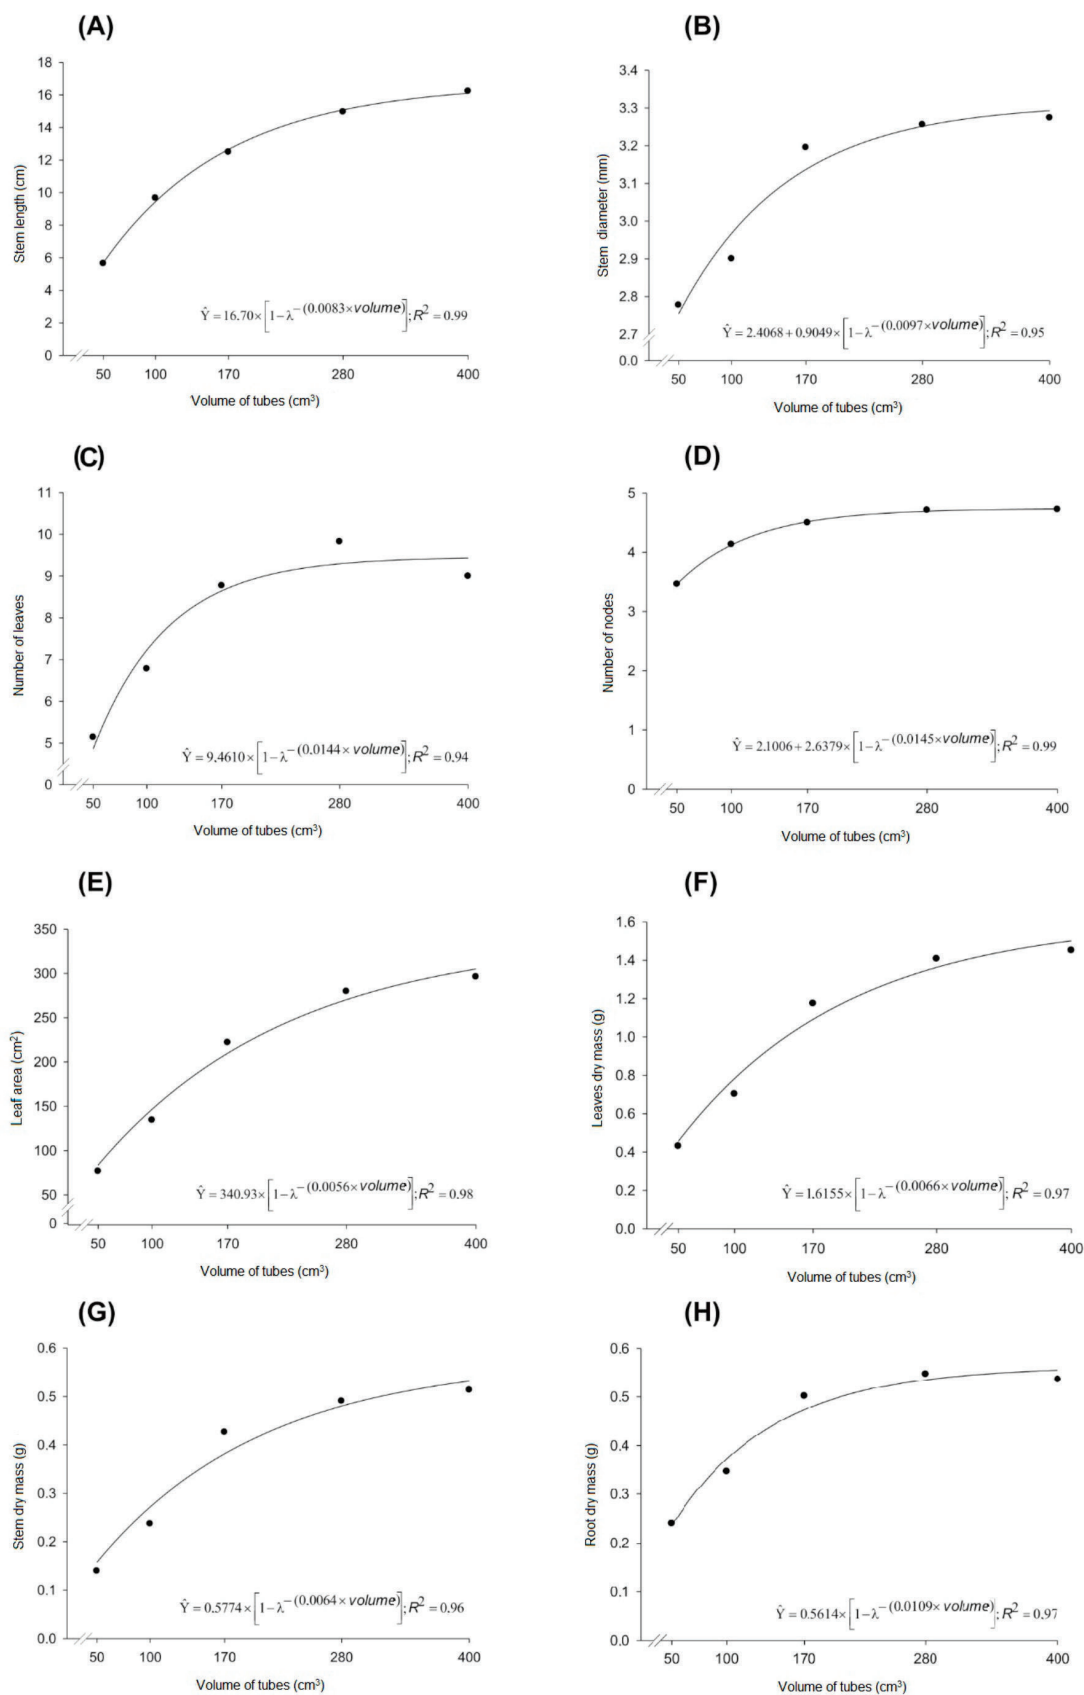 (A)
18
16
14
12
10
8
6
4
2
0
Stem length (cm)
Ŷ = 16.70 × [1 − λ^−(0.0083 × volume)]; R² = 0.99
50 100 170 280 400
Volume of tubes (cm³)
(B)
3.4
3.3
3.2
3.1
3.0
2.9
2.8
2.7
0.0
Stem diameter (mm)
Ŷ = 2.4068 + 0.9049 × [1 − λ^−(0.0097 × volume)]; R² = 0.95
50 100 170 280 400
Volume of tubes (cm³)
(C)
11
10
9
8
7
6
5
0
Number of leaves
Ŷ = 9.4610 × [1 − λ^−(0.0144 × volume)]; R² = 0.94
50 100 170 280 400
Volume of tubes (cm³)
(D)
5
4
3
2
1
0
Number of nodes
Ŷ = 2.1006 + 2.6379 × [1 − λ^−(0.0145 × volume)]; R² = 0.99
50 100 170 280 400
Volume of tubes (cm³)
(E)
350
300
250
200
150
100
50
0
Leaf area (cm²)
Ŷ = 340.93 × [1 − λ^−(0.0056 × volume)]; R² = 0.98
50 100 170 280 400
Volume of tubes (cm³)
(F)
1.6
1.4
1.2
1.0
0.8
0.6
0.4
0.2
0.0
Leaves dry mass (g)
Ŷ = 1.6155 × [1 − λ^−(0.0066 × volume)]; R² = 0.97
50 100 170 280 400
Volume of tubes (cm³)
(G)
0.6
0.5
0.4
0.3
0.2
0.1
0.0
Stem dry mass (g)
Ŷ = 0.5774 × [1 − λ^−(0.0064 × volume)]; R² = 0.96
50 100 170 280 400
Volume of tubes (cm³)
(H)
0.6
0.5
0.4
0.3
0.2
0.1
0.0
Root dry mass (g)
Ŷ = 0.5614 × [1 − λ^−(0.0109 × volume)]; R² = 0.97
50 100 170 280 400
Volume of tubes (cm³)